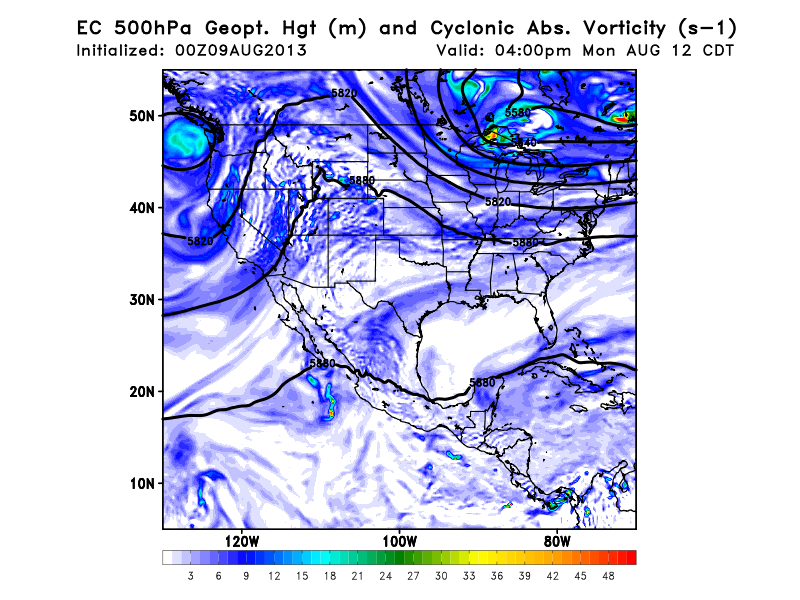 EC 500hPa Geopt. Hgt (m) and Cyclonic Abs. Vorticity (s−1)
Initialized: 00Z09AUG2013 Valid: 04:00pm Mon AUG 12 CDT
5820
50N
5580
5880
40N
5820
5820
5880
30N
5880
5880
20N
10N
120W 100W 80W
3 6 9 12 15 18 21 24 27 30 33 36 39 42 45 48